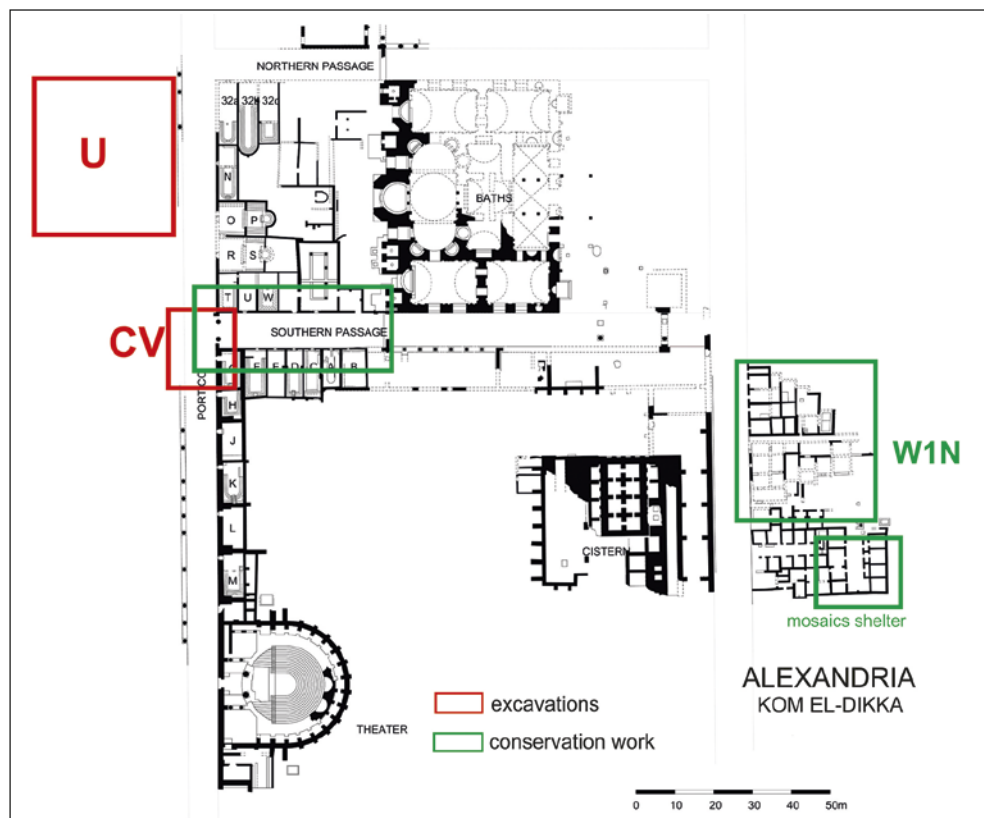 NORTHERN PASSAGE
32a 32b 32c
U
N
BATHS
O P
R S
T U W
SOUTHERN PASSAGE
CV
G F E D C A B
PORTICO
H
J
W1N
K
L
CISTERN
M
mosaics shelter
ALEXANDRIA
KOM EL-DIKKA
excavations
THEATER
conservation work
0 10 20 30 40 50m